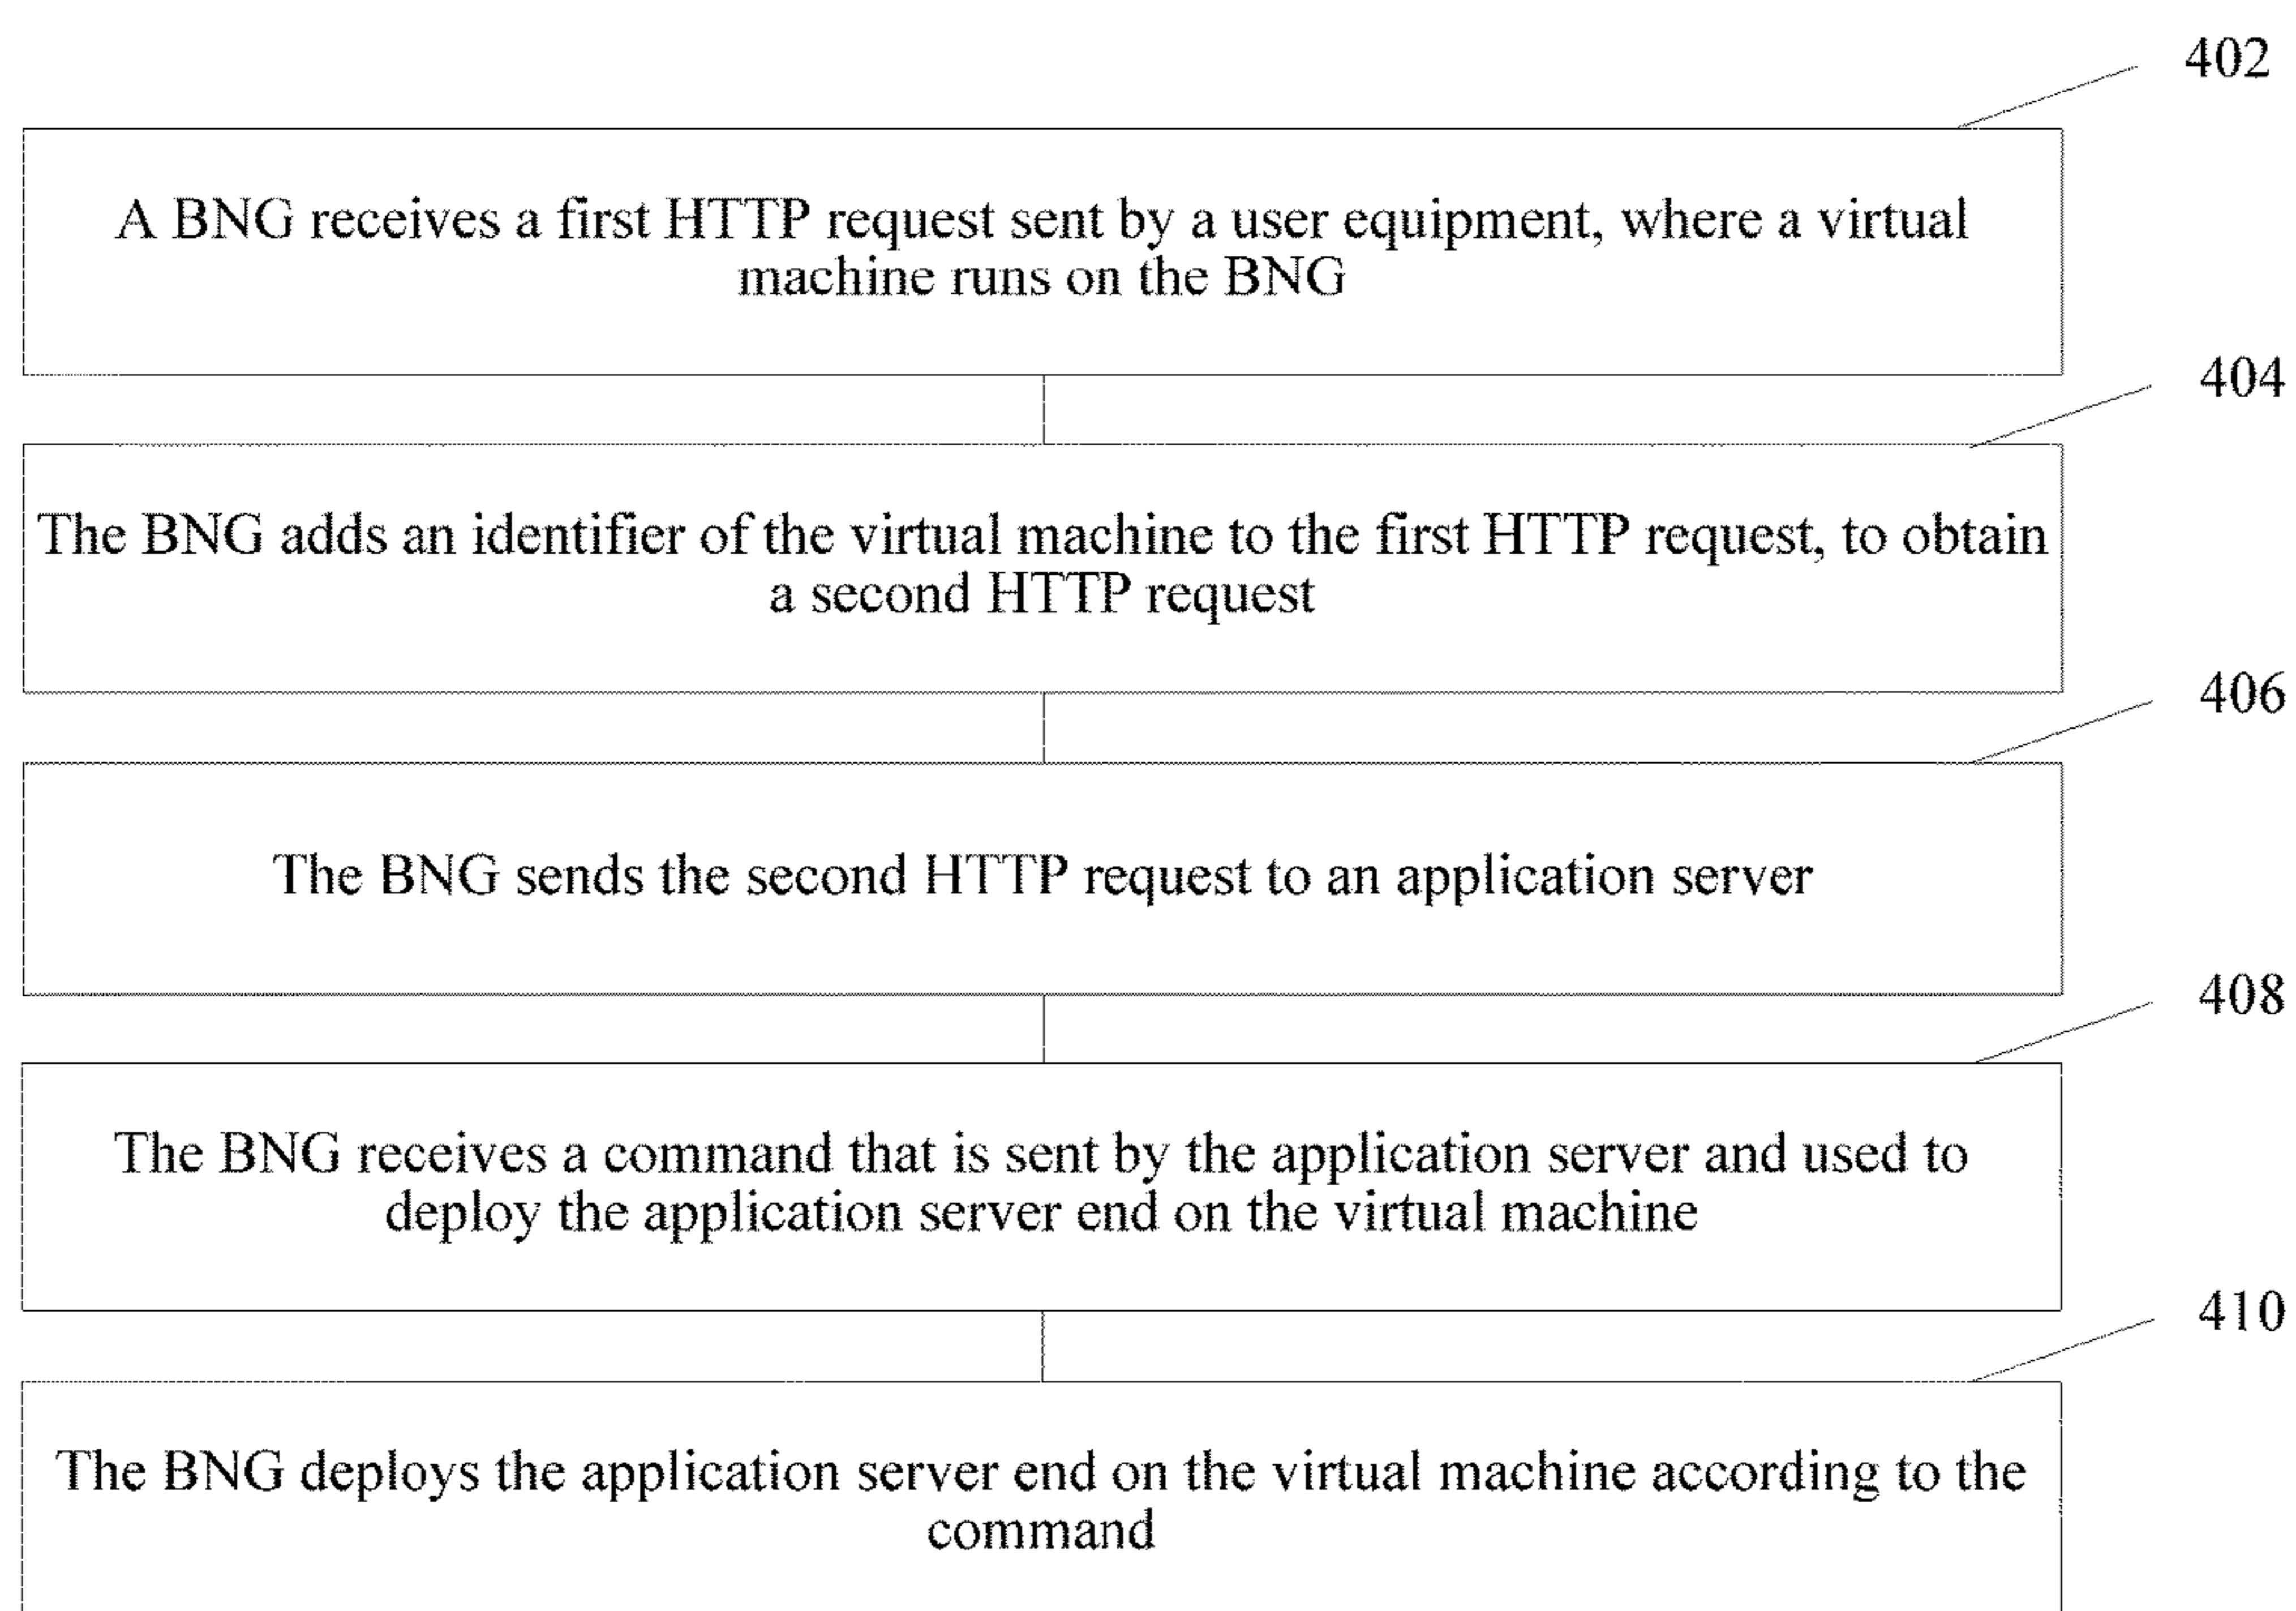 402
A BNG receives a first HTTP request sent by a user equipment, where a virtual
machine runs on the BNG
404
The BNG adds an identifier of the virtual machine to the first HTTP request, to obtain
a second HTTP request
406
The BNG sends the second HTTP request to an application server
408
The BNG receives a command that is sent by the application server and used to
deploy the application server end on the virtual machine
410
The BNG deploys the application server end on the virtual machine according to the
command